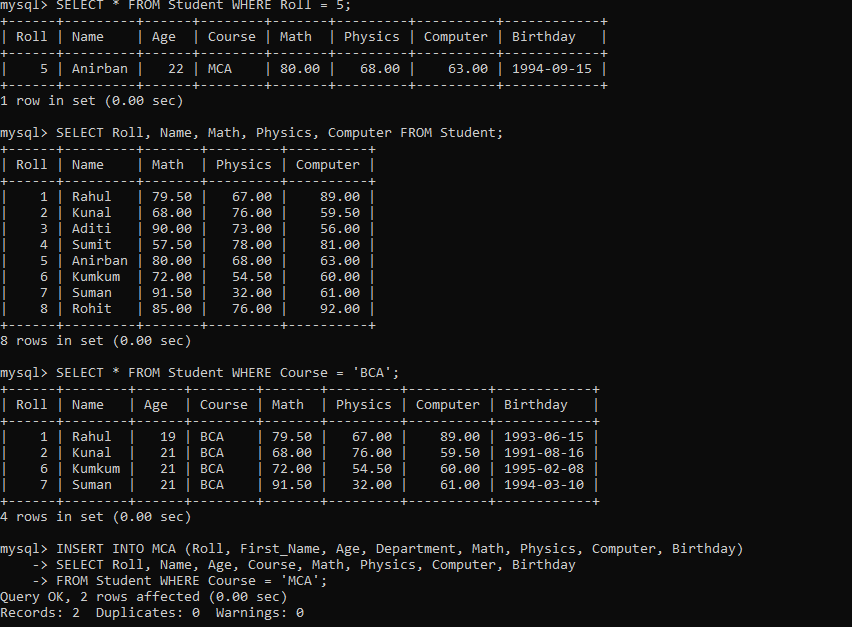 mysql> SELECT * FROM Student WHERE Roll = 5;
+------+---------+------+--------+-------+---------+----------+------------+
| Roll | Name    | Age  | Course | Math  | Physics | Computer | Birthday   |
+------+---------+------+--------+-------+---------+----------+------------+
|    5 | Anirban |   22 | MCA    | 80.00 |   68.00 |    63.00 | 1994-09-15 |
+------+---------+------+--------+-------+---------+----------+------------+
1 row in set (0.00 sec)

mysql> SELECT Roll, Name, Math, Physics, Computer FROM Student;
+------+---------+-------+---------+----------+
| Roll | Name    | Math  | Physics | Computer |
+------+---------+-------+---------+----------+
|    1 | Rahul   | 79.50 |   67.00 |    89.00 |
|    2 | Kunal   | 68.00 |   76.00 |    59.50 |
|    3 | Aditi   | 90.00 |   73.00 |    56.00 |
|    4 | Sumit   | 57.50 |   78.00 |    81.00 |
|    5 | Anirban | 80.00 |   68.00 |    63.00 |
|    6 | Kumkum  | 72.00 |   54.50 |    60.00 |
|    7 | Suman   | 91.50 |   32.00 |    61.00 |
|    8 | Rohit   | 85.00 |   76.00 |    92.00 |
+------+---------+-------+---------+----------+
8 rows in set (0.00 sec)

mysql> SELECT * FROM Student WHERE Course = 'BCA';
+------+--------+------+--------+-------+---------+----------+------------+
| Roll | Name   | Age  | Course | Math  | Physics | Computer | Birthday   |
+------+--------+------+--------+-------+---------+----------+------------+
|    1 | Rahul  |   19 | BCA    | 79.50 |   67.00 |    89.00 | 1993-06-15 |
|    2 | Kunal  |   21 | BCA    | 68.00 |   76.00 |    59.50 | 1991-08-16 |
|    6 | Kumkum |   21 | BCA    | 72.00 |   54.50 |    60.00 | 1995-02-08 |
|    7 | Suman  |   21 | BCA    | 91.50 |   32.00 |    61.00 | 1994-03-10 |
+------+--------+------+--------+-------+---------+----------+------------+
4 rows in set (0.00 sec)

mysql> INSERT INTO MCA (Roll, First_Name, Age, Department, Math, Physics, Computer, Birthday)
    -> SELECT Roll, Name, Age, Course, Math, Physics, Computer, Birthday
    -> FROM Student WHERE Course = 'MCA';
Query OK, 2 rows affected (0.00 sec)
Records: 2  Duplicates: 0  Warnings: 0